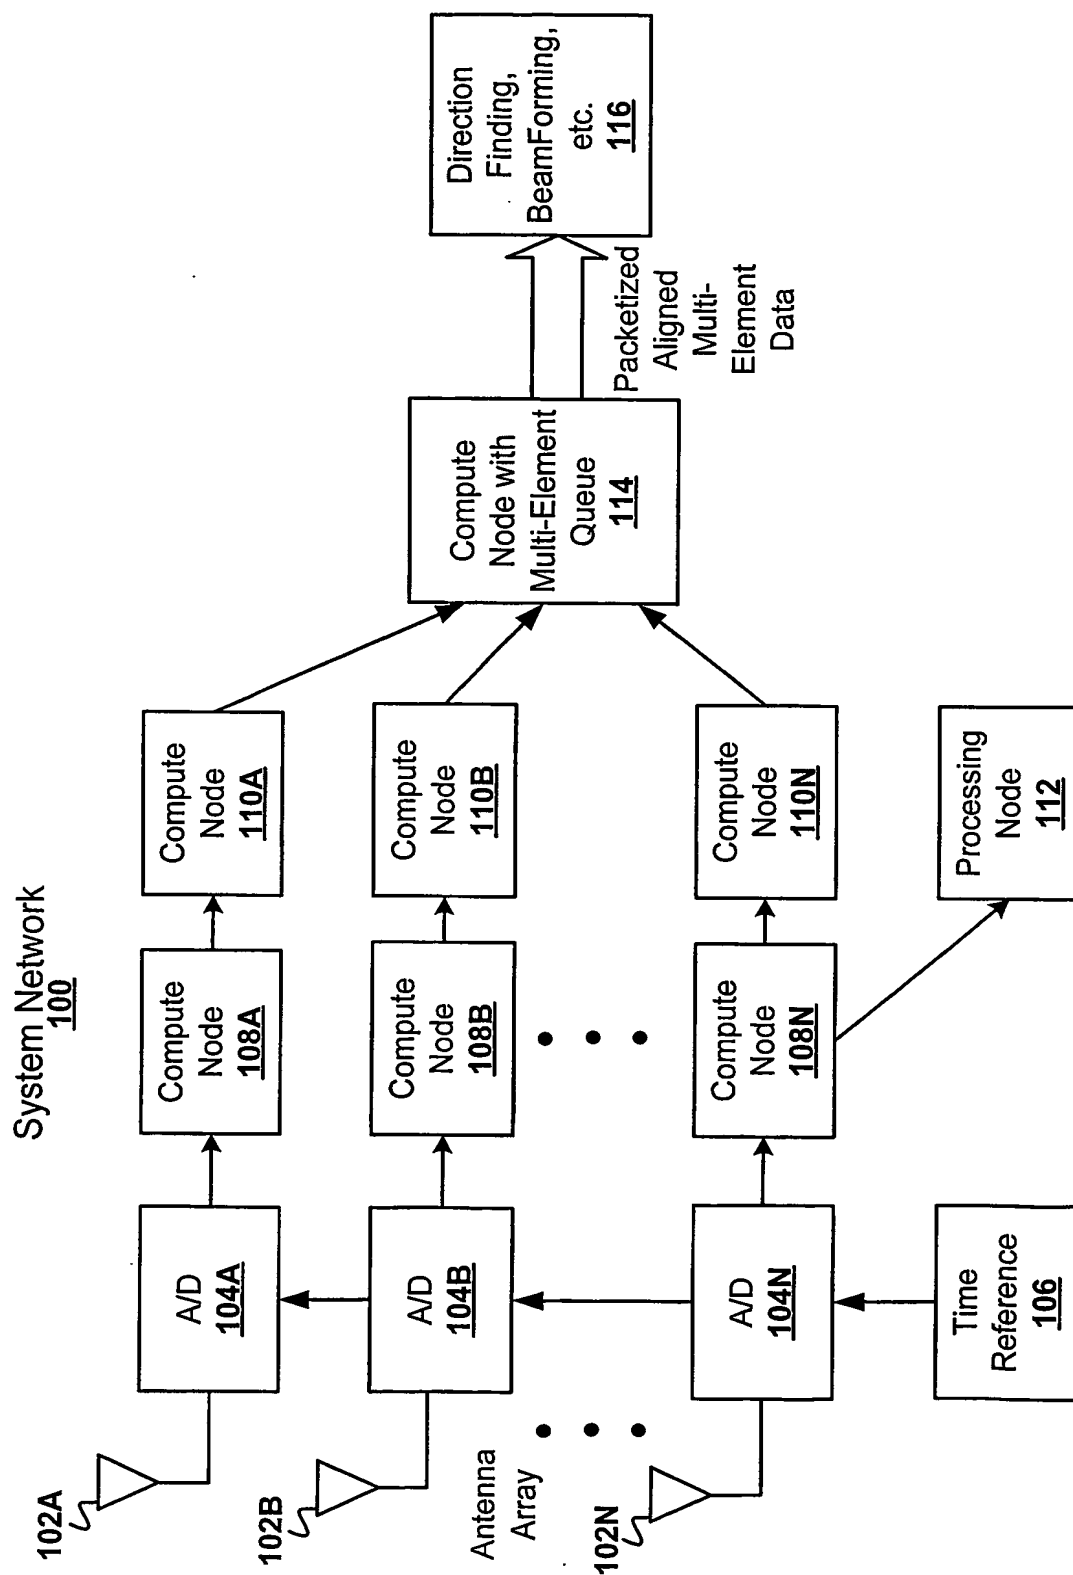 System Network
100
102A
A/D
104A
Compute
Node
108A
Compute
Node
110A
102B
A/D
104B
Compute
Node
108B
Compute
Node
110B
Compute
Node with
Multi-Element
Queue
114
Direction
Finding,
BeamForming,
etc.
116
Packetized
Aligned
Multi-
Element
Data
Antenna
Array
102N
A/D
104N
Compute
Node
108N
Compute
Node
110N
Time
Reference
106
Processing
Node
112